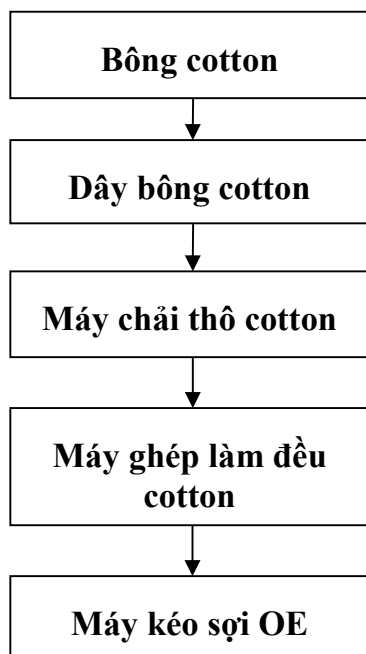 Bông cotton
Dây bông cotton
Máy chải thô cotton
Máy ghép làm đều
cotton
Máy kéo sợi OE